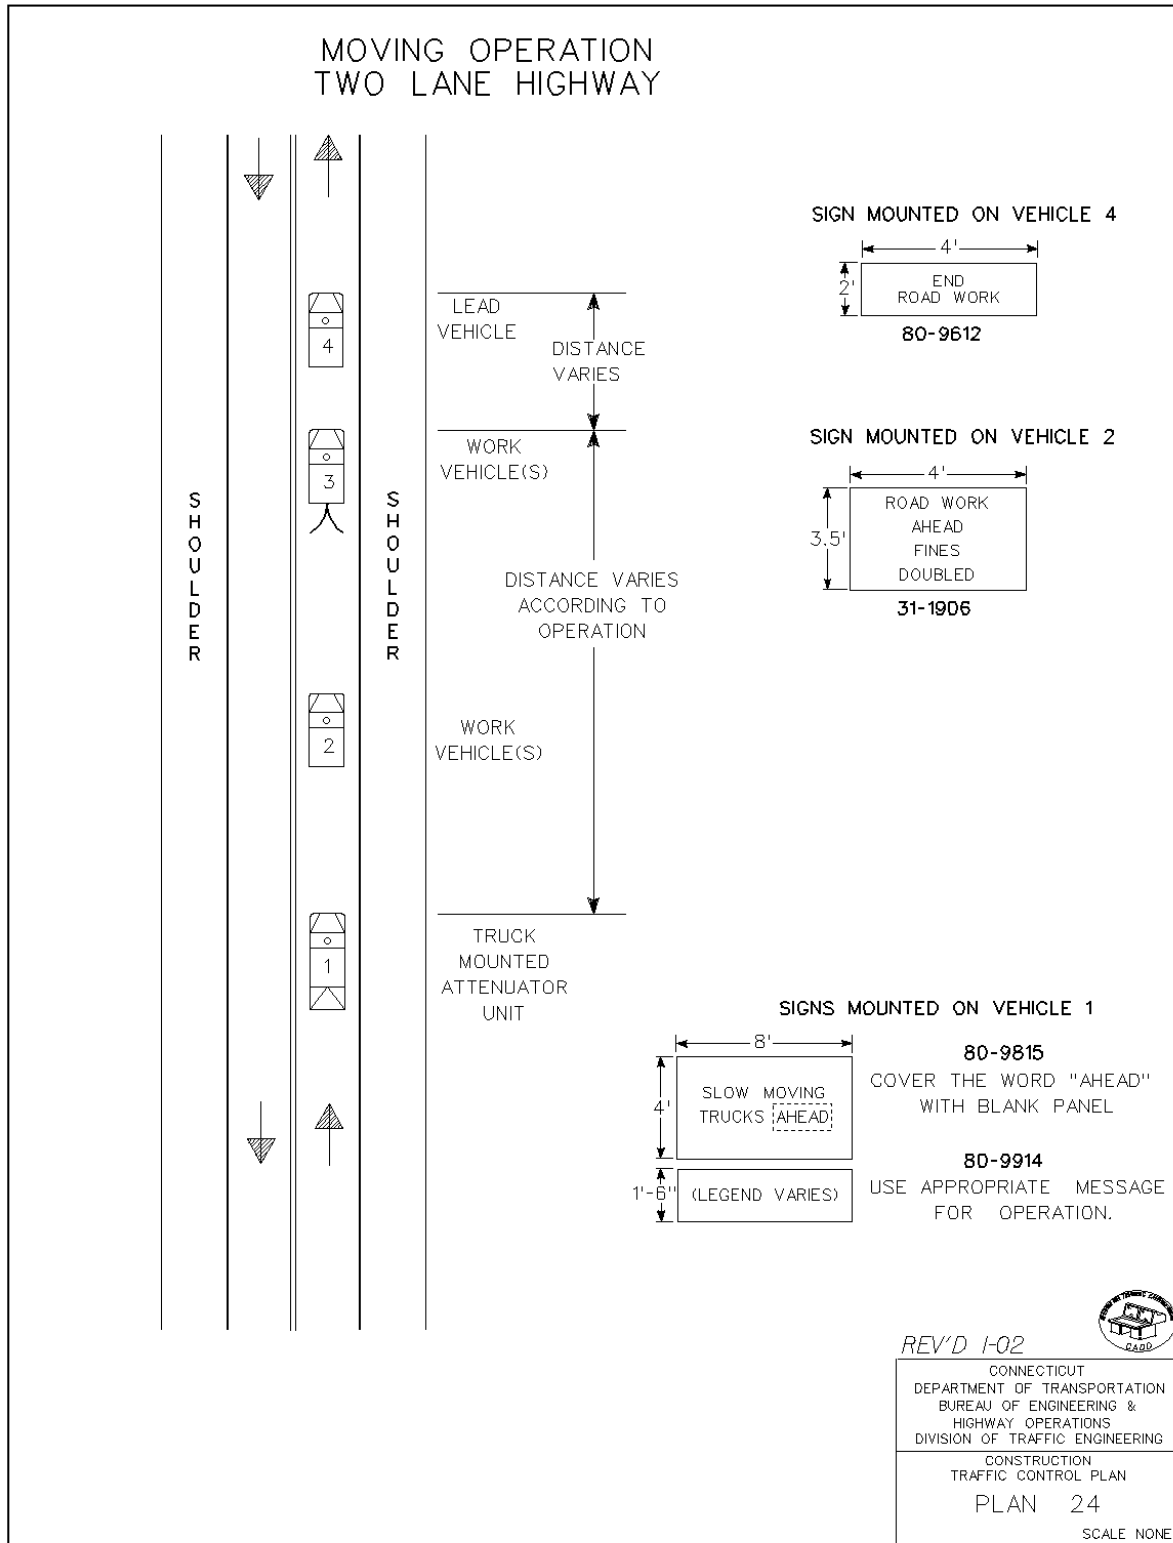 MOVING OPERATION
TWO LANE HIGHWAY
SIGN MOUNTED ON VEHICLE 4
4'
2'
END
ROAD WORK
80-9612
LEAD
VEHICLE
4
DISTANCE
VARIES
SIGN MOUNTED ON VEHICLE 2
4'
3.5'
ROAD WORK
AHEAD
FINES
DOUBLED
31-1906
WORK
VEHICLE(S)
3
SHOULDER
SHOULDER
DISTANCE VARIES
ACCORDING TO
OPERATION
WORK
VEHICLE(S)
2
TRUCK
MOUNTED
ATTENUATOR
UNIT
1
SIGNS MOUNTED ON VEHICLE 1
8'
4'
SLOW MOVING
TRUCKS AHEAD
80-9815
COVER THE WORD "AHEAD"
WITH BLANK PANEL
1'-6"
(LEGEND VARIES)
80-9914
USE APPROPRIATE MESSAGE
FOR OPERATION.
REV'D 1-02
CADD
CONNECTICUT
DEPARTMENT OF TRANSPORTATION
BUREAU OF ENGINEERING &
HIGHWAY OPERATIONS
DIVISION OF TRAFFIC ENGINEERING
CONSTRUCTION
TRAFFIC CONTROL PLAN
PLAN 24
SCALE NONE